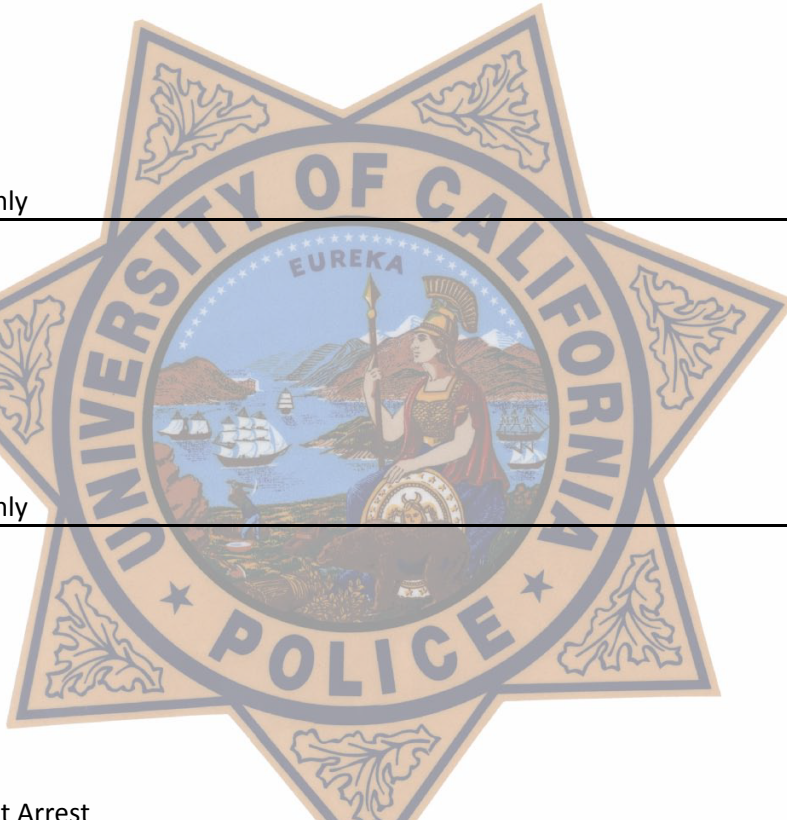 UNIVERSITY OF CALIFORNIA
EUREKA
nly
nly
POLICE
t Arrest